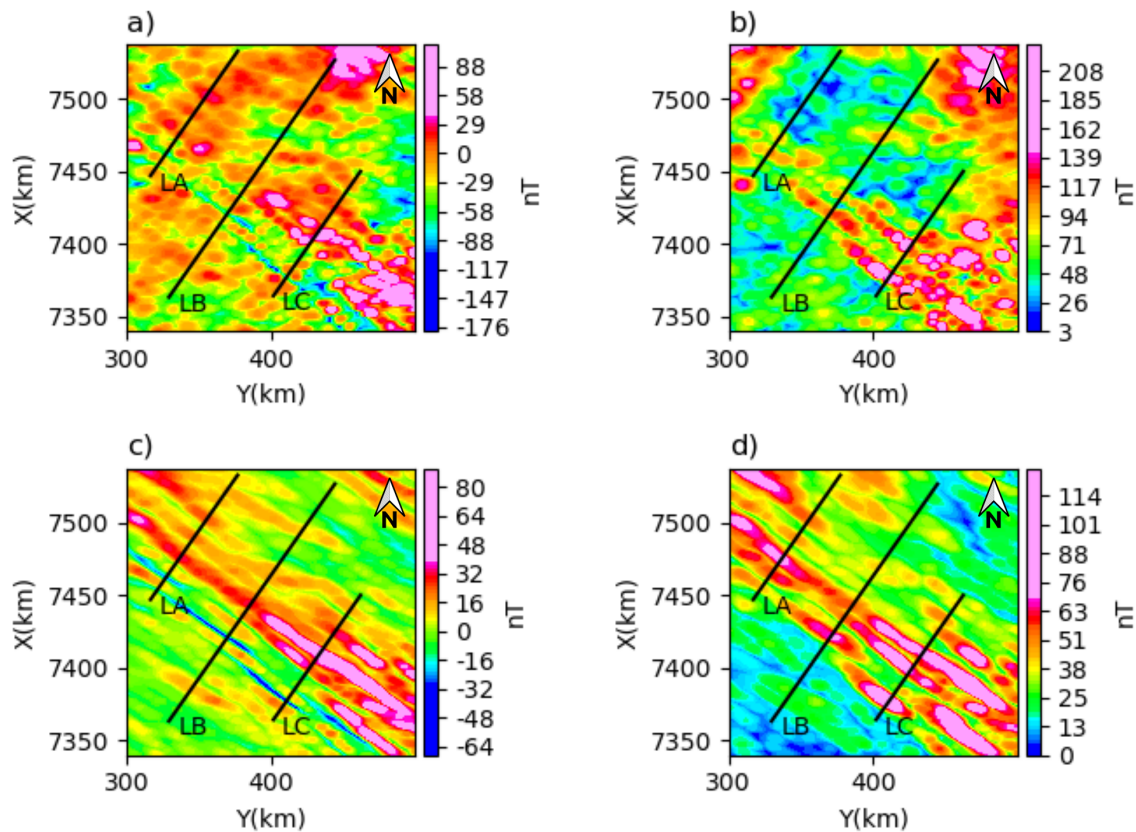 a)
X(km)
7500
7450
7400
7350
300
400
Y(km)
LA
LB
LC
N
88
58
29
0
-29
-58
-88
-117
-147
-176
nT
b)
X(km)
7500
7450
7400
7350
300
400
Y(km)
LA
LB
LC
N
208
185
162
139
117
94
71
48
26
3
nT
c)
X(km)
7500
7450
7400
7350
300
400
Y(km)
LA
LB
LC
N
80
64
48
32
16
0
-16
-32
-48
-64
nT
d)
X(km)
7500
7450
7400
7350
300
400
Y(km)
LA
LB
LC
N
114
101
88
76
63
51
38
25
13
0
nT